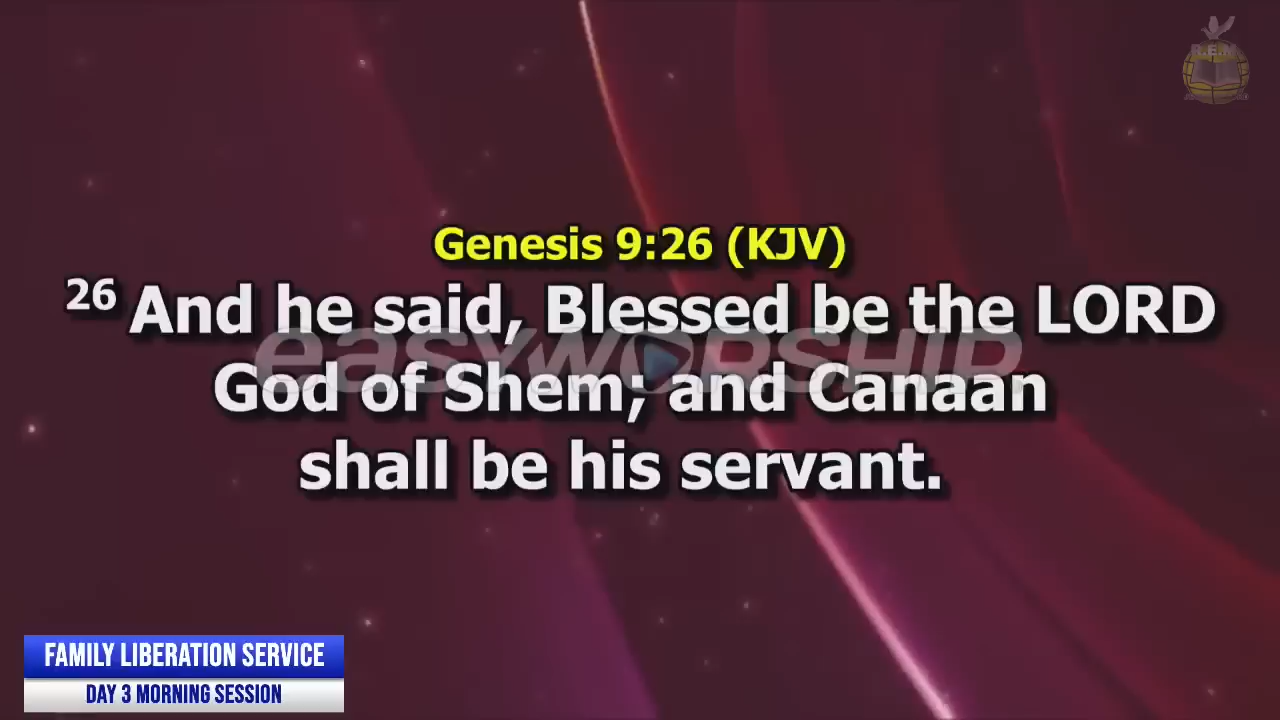 R.E.M
Genesis 9:26 (KJV)
26 And he said, Blessed be the LORD
God of Shem; and Canaan
shall be his servant.
easyworship
FAMILY LIBERATION SERVICE
DAY 3 MORNING SESSION